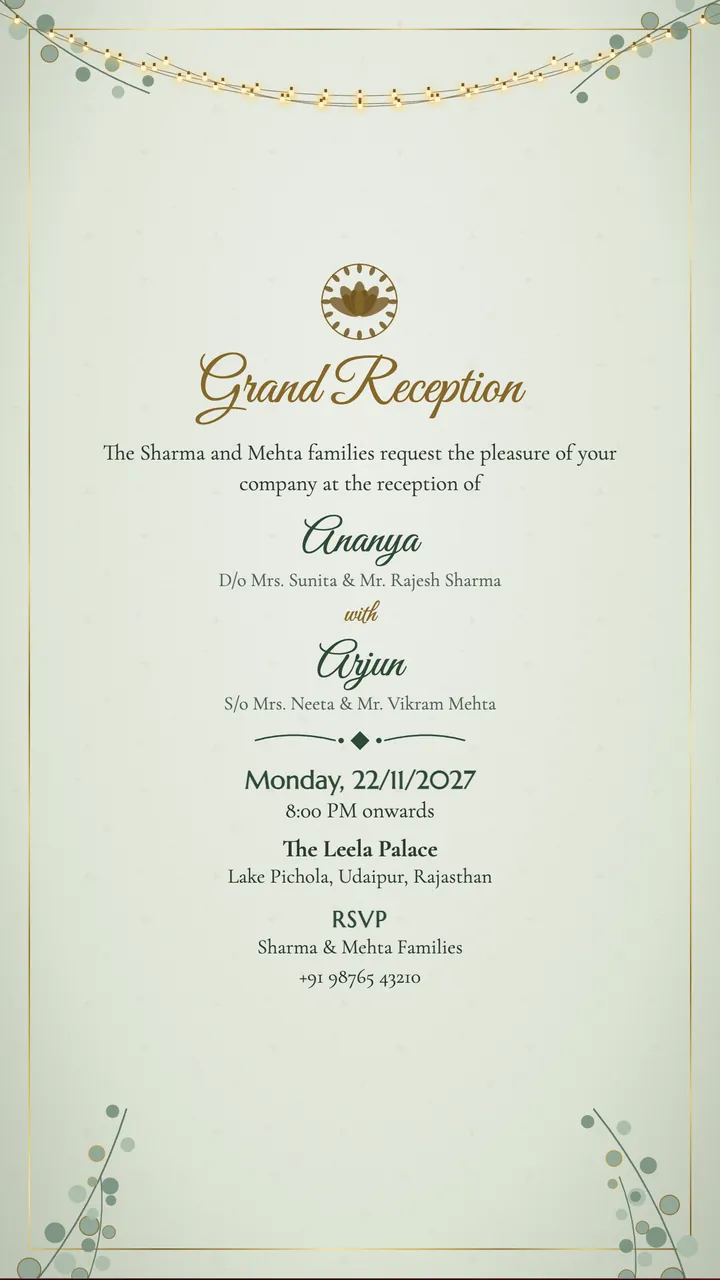 Grand Reception
The Sharma and Mehta families request the pleasure of your
company at the reception of
Ananya
D/o Mrs. Sunita & Mr. Rajesh Sharma
with
Arjun
S/o Mrs. Neeta & Mr. Vikram Mehta
Monday, 22/11/2027
8:00 PM onwards
The Leela Palace
Lake Pichola, Udaipur, Rajasthan
RSVP
Sharma & Mehta Families
+91 98765 43210